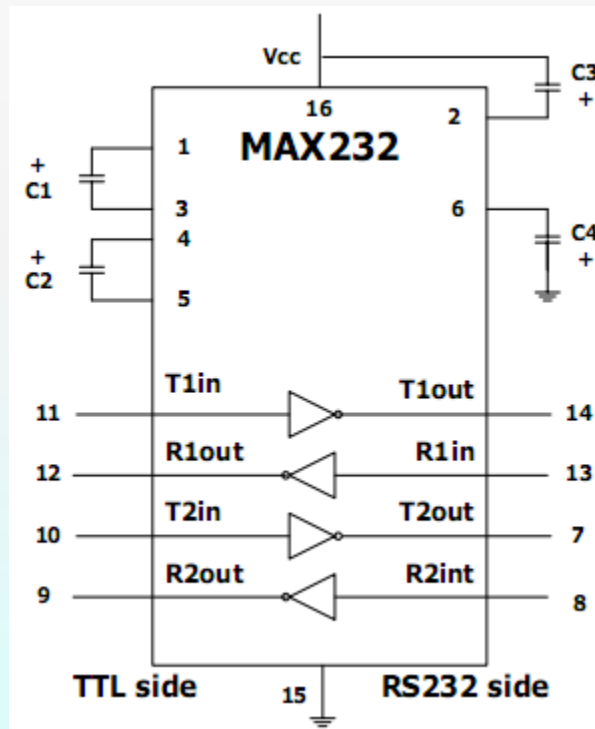 Vcc
C3
+
16
2
MAX232
1
+
C1
3
6
4
C4
+
+
C2
5
T1in
T1out
11
14
R1out
R1in
12
13
T2in
T2out
10
7
R2out
R2int
9
8
TTL side
15
RS232 side